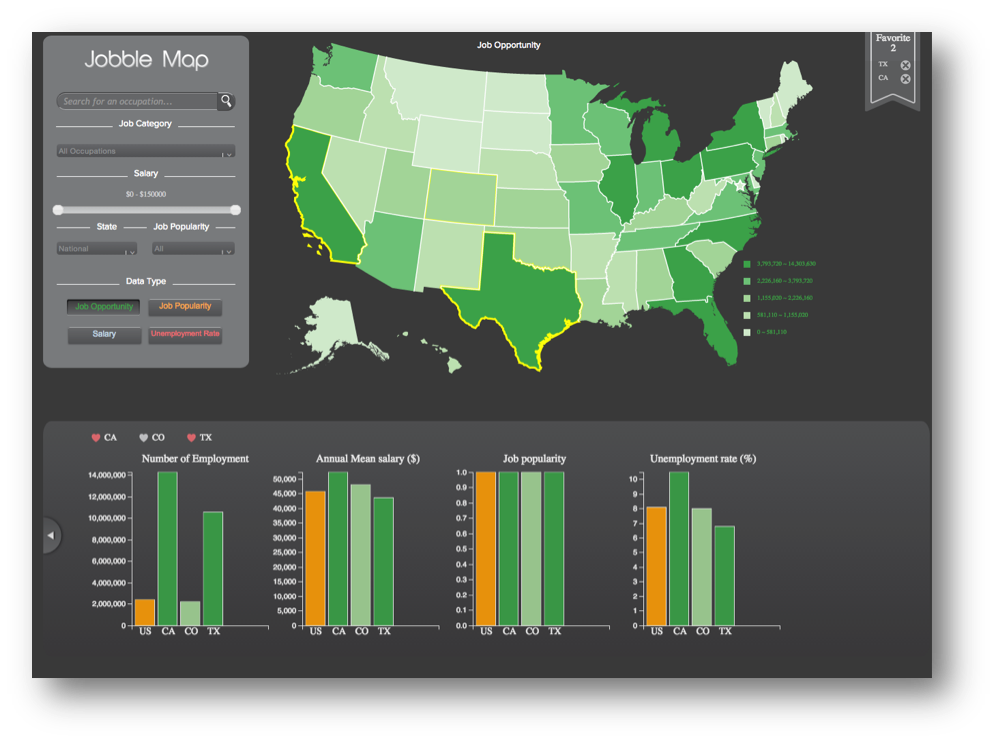 Jobble Map
Search for an occupation...
Job Category
All Occupations
Salary
$0 - $150000
State Job Popularity
National All
Data Type
Job Opportunity Job Popularity
Salary Unemployment Rate
Job Opportunity
Favorite
2
TX
CA
3,793,720 - 14,303,630
2,226,160 - 3,793,720
1,155,020 - 2,226,160
581,110 - 1,155,020
0 - 581,110
CA CO TX
Number of Employment
14,000,000
12,000,000
10,000,000
8,000,000
6,000,000
4,000,000
2,000,000
0
US CA CO TX
Annual Mean salary ($)
50,000
45,000
40,000
35,000
30,000
25,000
20,000
15,000
10,000
5,000
0
US CA CO TX
Job popularity
1.0
0.9
0.8
0.7
0.6
0.5
0.4
0.3
0.2
0.1
0.0
US CA CO TX
Unemployment rate (%)
10
9
8
7
6
5
4
3
2
1
0
US CA CO TX